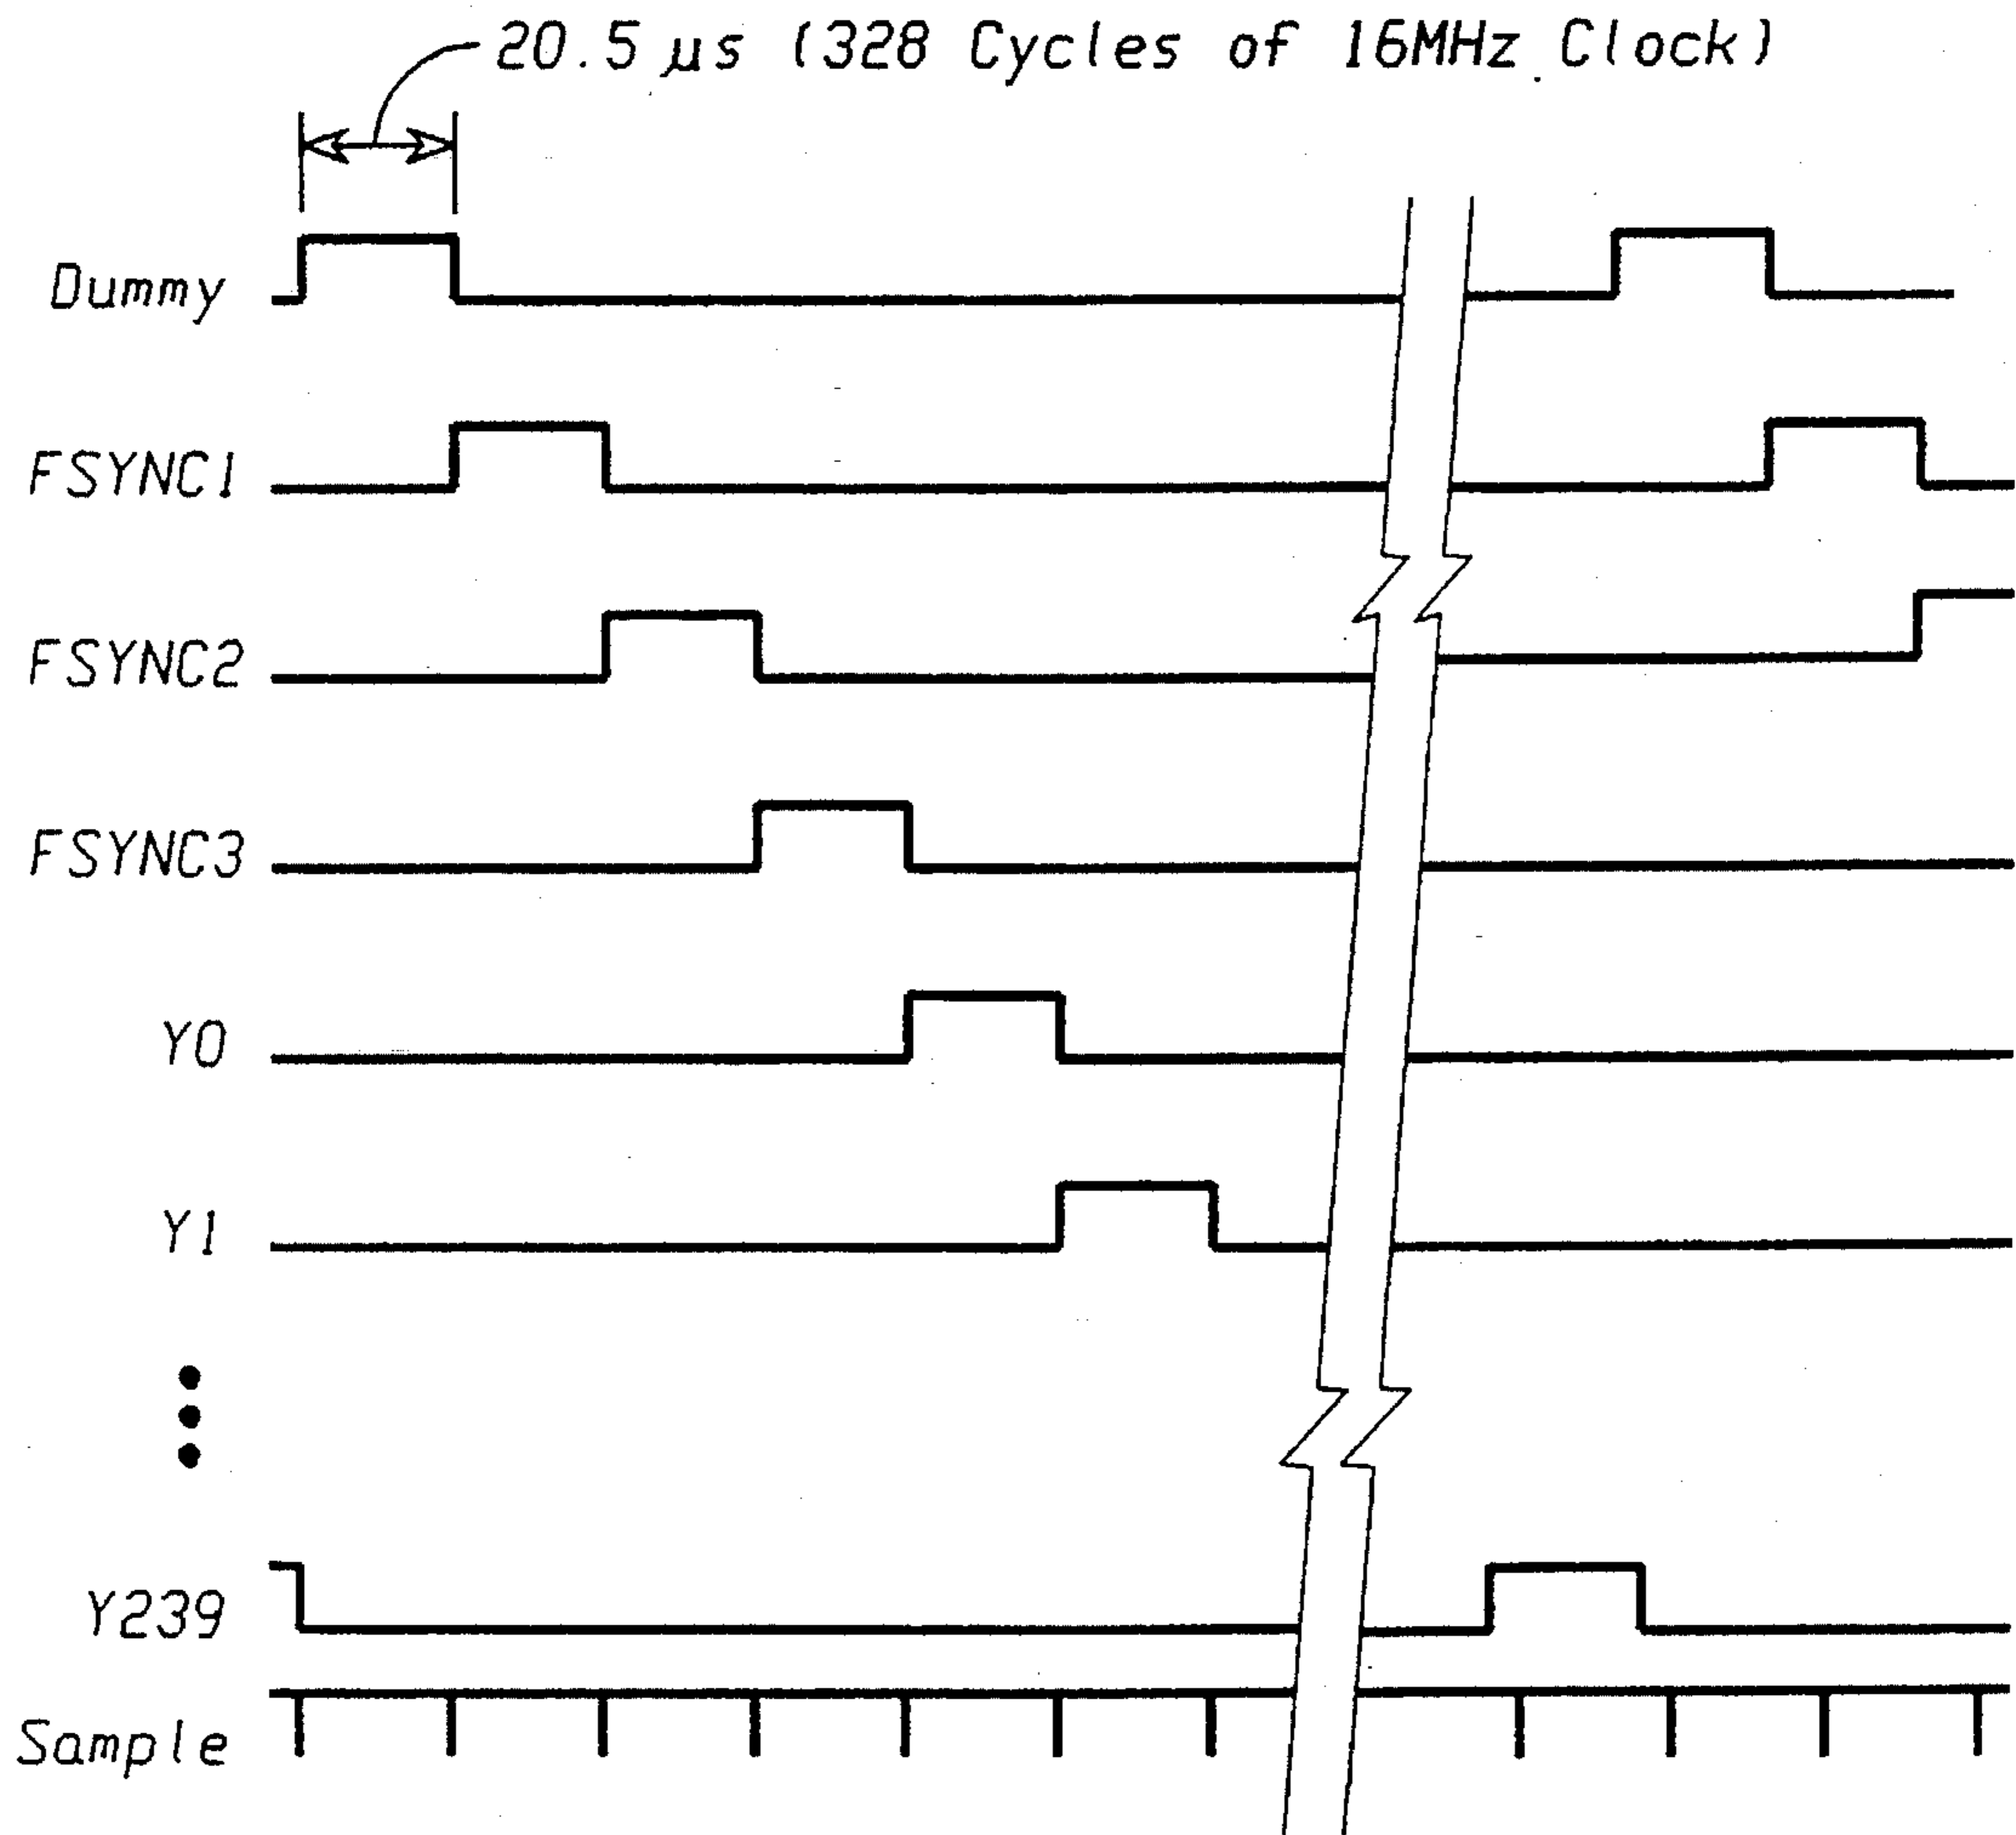 20.5 μs (328 Cycles of 16MHz Clock)
Dummy
FSYNC1
FSYNC2
FSYNC3
Y0
Y1
Y239
Sample